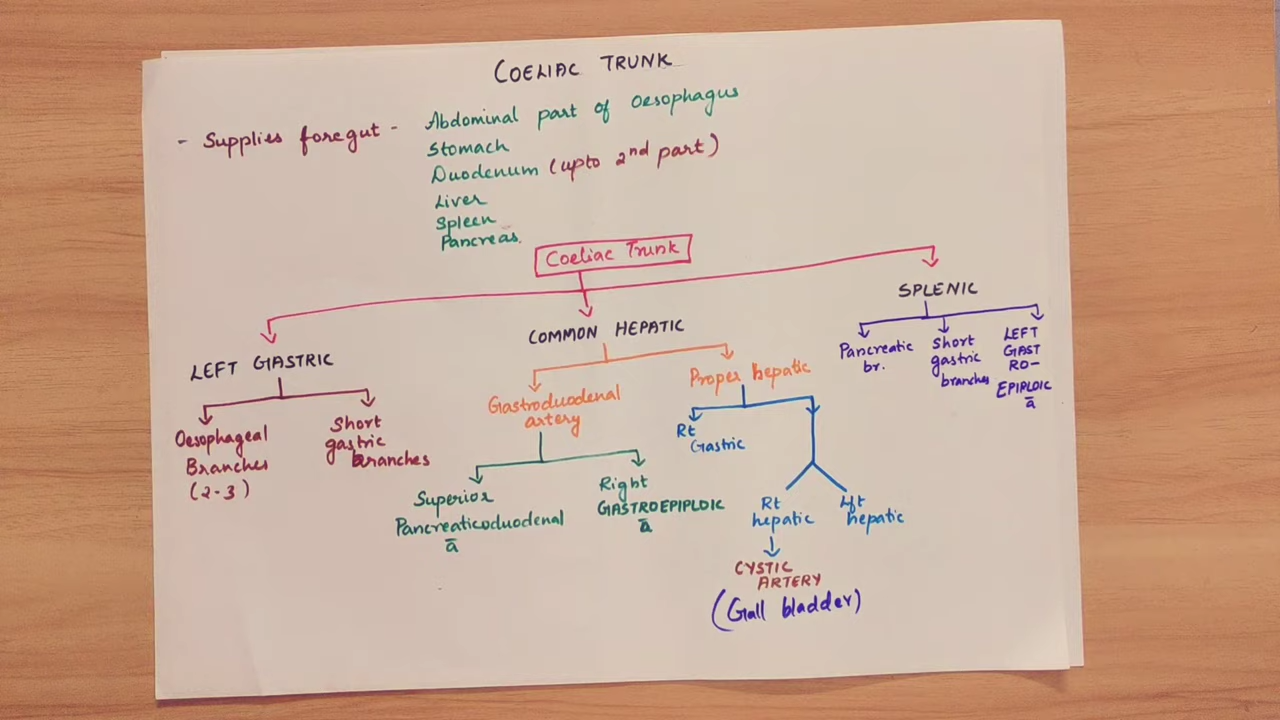 COELIAC TRUNK
- Supplies foregut -
Abdominal part of Oesophagus
Stomach
Duodenum (upto 2nd part)
Liver
Spleen
Pancreas.
Coeliac Trunk
LEFT GASTRIC
Oesophageal
Branches
(2-3)
Short
gastric
branches
COMMON HEPATIC
Gastroduodenal
artery
Superior
Pancreaticoduodenal
a̅
Right
GASTROEPIPLOIC
a̅
Proper hepatic
Rt
Gastric
Rt
hepatic
CYSTIC
ARTERY
(Gall bladder)
Lft
hepatic
SPLENIC
Pancreatic
br.
Short
gastric
branches
LEFT
GAST
RO-
EPIPLOIC
a̅